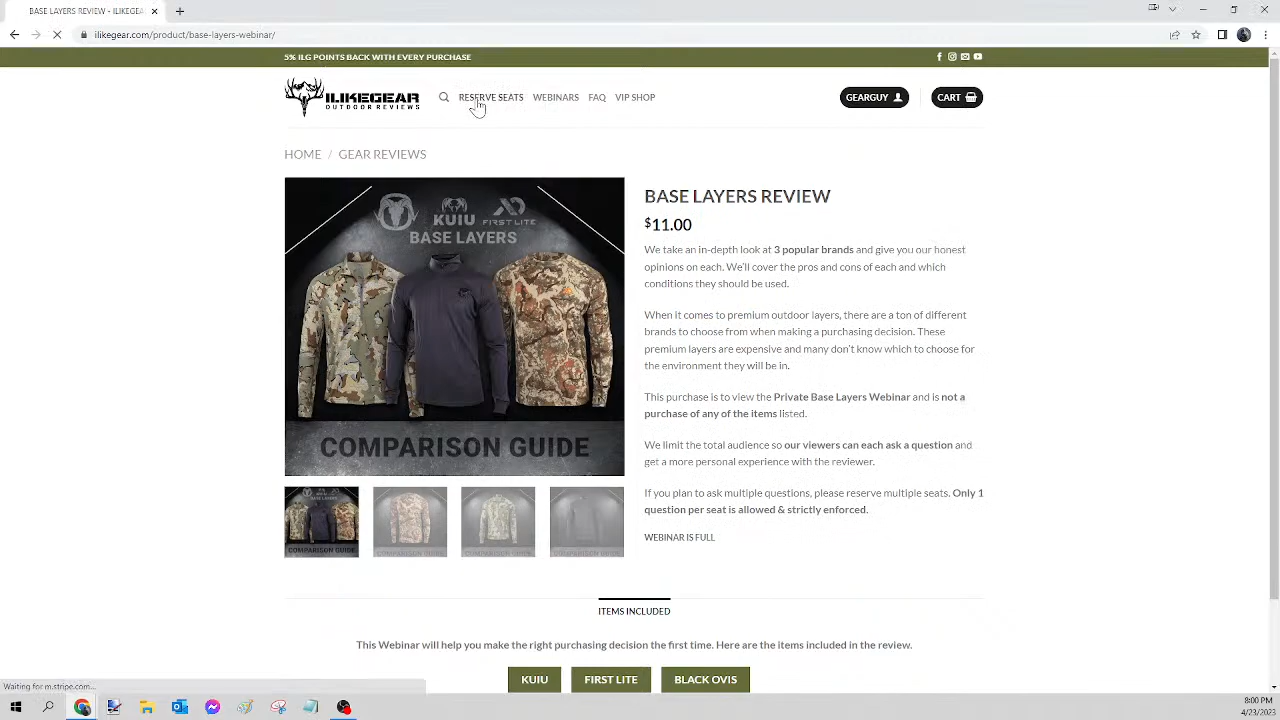 BASE LAYERS REVIEW - ILIKEGEAR
ilikegear.com/product/base-layers-webinar/
5% ILG POINTS BACK WITH EVERY PURCHASE
ILIKEGEAR
OUTDOOR REVIEWS
RESERVE SEATS
WEBINARS
FAQ
VIP SHOP
GEARGUY
CART
HOME / GEAR REVIEWS
KUIU
FIRST LITE
BASE LAYERS
COMPARISON GUIDE
COMPARISON GUIDE
BASE LAYERS REVIEW
$11.00
We take an in-depth look at 3 popular brands and give you our honest
opinions on each. We'll cover the pros and cons of each and which
conditions they should be used.
When it comes to premium outdoor layers, there are a ton of different
brands to choose from when making a purchasing decision. These
premium layers are expensive and many don't know which to choose for
the environment they will be in.
This purchase is to view the Private Base Layers Webinar and is not a
purchase of any of the items listed.
We limit the total audience so our viewers can each ask a question and
get a more personal experience with the reviewer.
If you plan to ask multiple questions, please reserve multiple seats. Only 1
question per seat is allowed & strictly enforced.
WEBINAR IS FULL
ITEMS INCLUDED
This Webinar will help you make the right purchasing decision the first time. Here are the items included in the review.
KUIU
FIRST LITE
BLACK OVIS
Waiting for m.stripe.com...
8:00 PM
4/23/2023